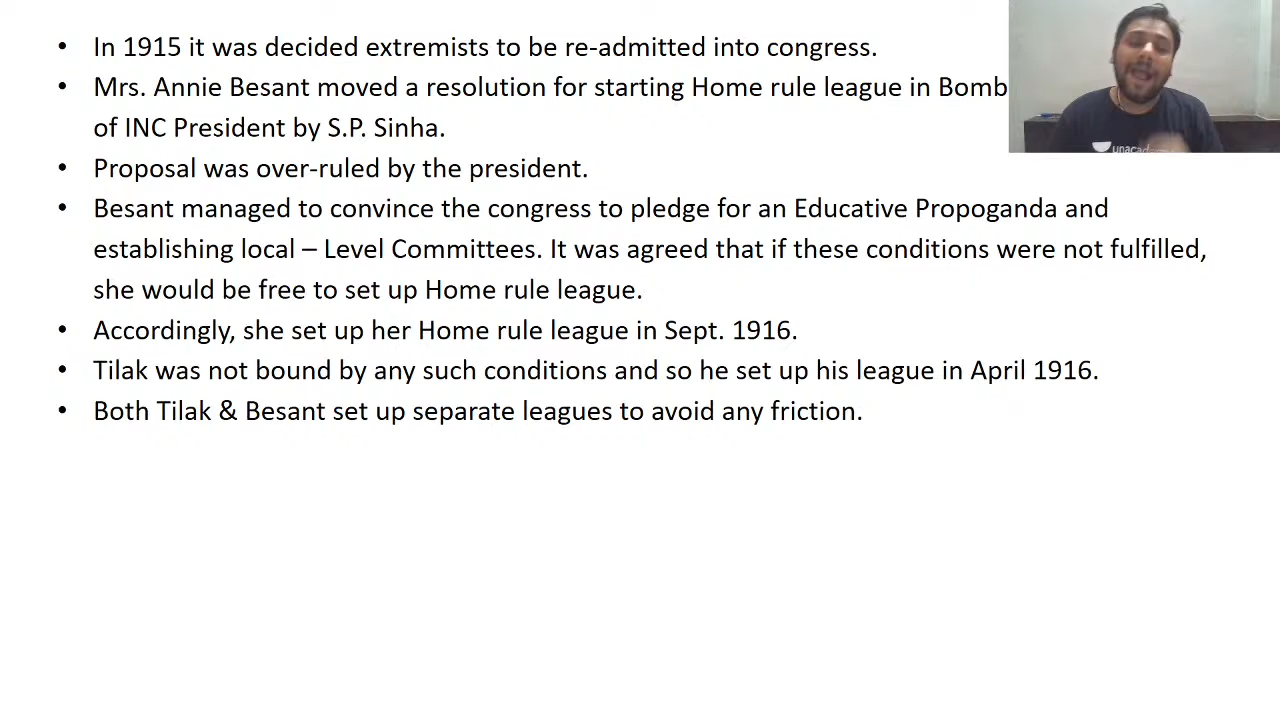 • In 1915 it was decided extremists to be re-admitted into congress.
• Mrs. Annie Besant moved a resolution for starting Home rule league in Bomb
of INC President by S.P. Sinha.
• Proposal was over-ruled by the president.
• Besant managed to convince the congress to pledge for an Educative Propoganda and
establishing local – Level Committees. It was agreed that if these conditions were not fulfilled,
she would be free to set up Home rule league.
• Accordingly, she set up her Home rule league in Sept. 1916.
• Tilak was not bound by any such conditions and so he set up his league in April 1916.
• Both Tilak & Besant set up separate leagues to avoid any friction.